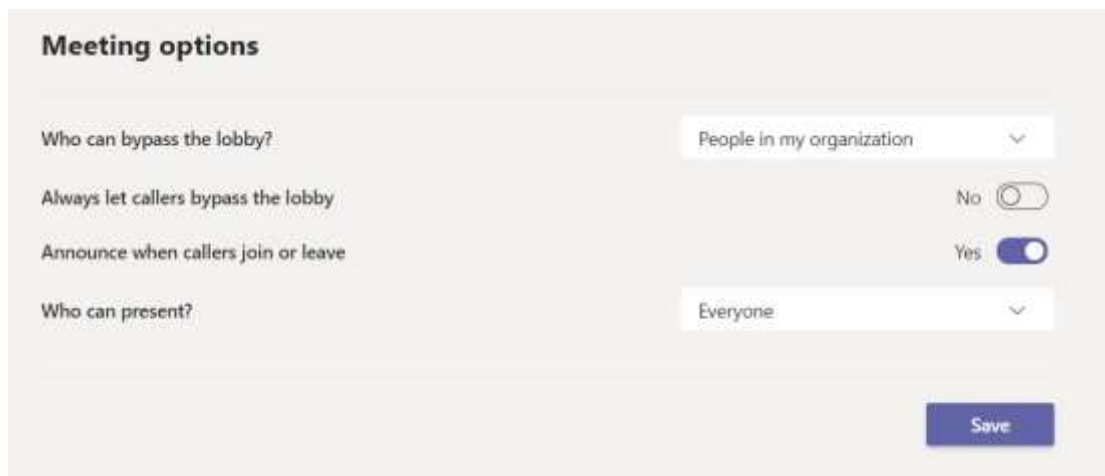 Meeting options
Who can bypass the lobby? People in my organization
Always let callers bypass the lobby No
Announce when callers join or leave Yes
Who can present? Everyone
Save